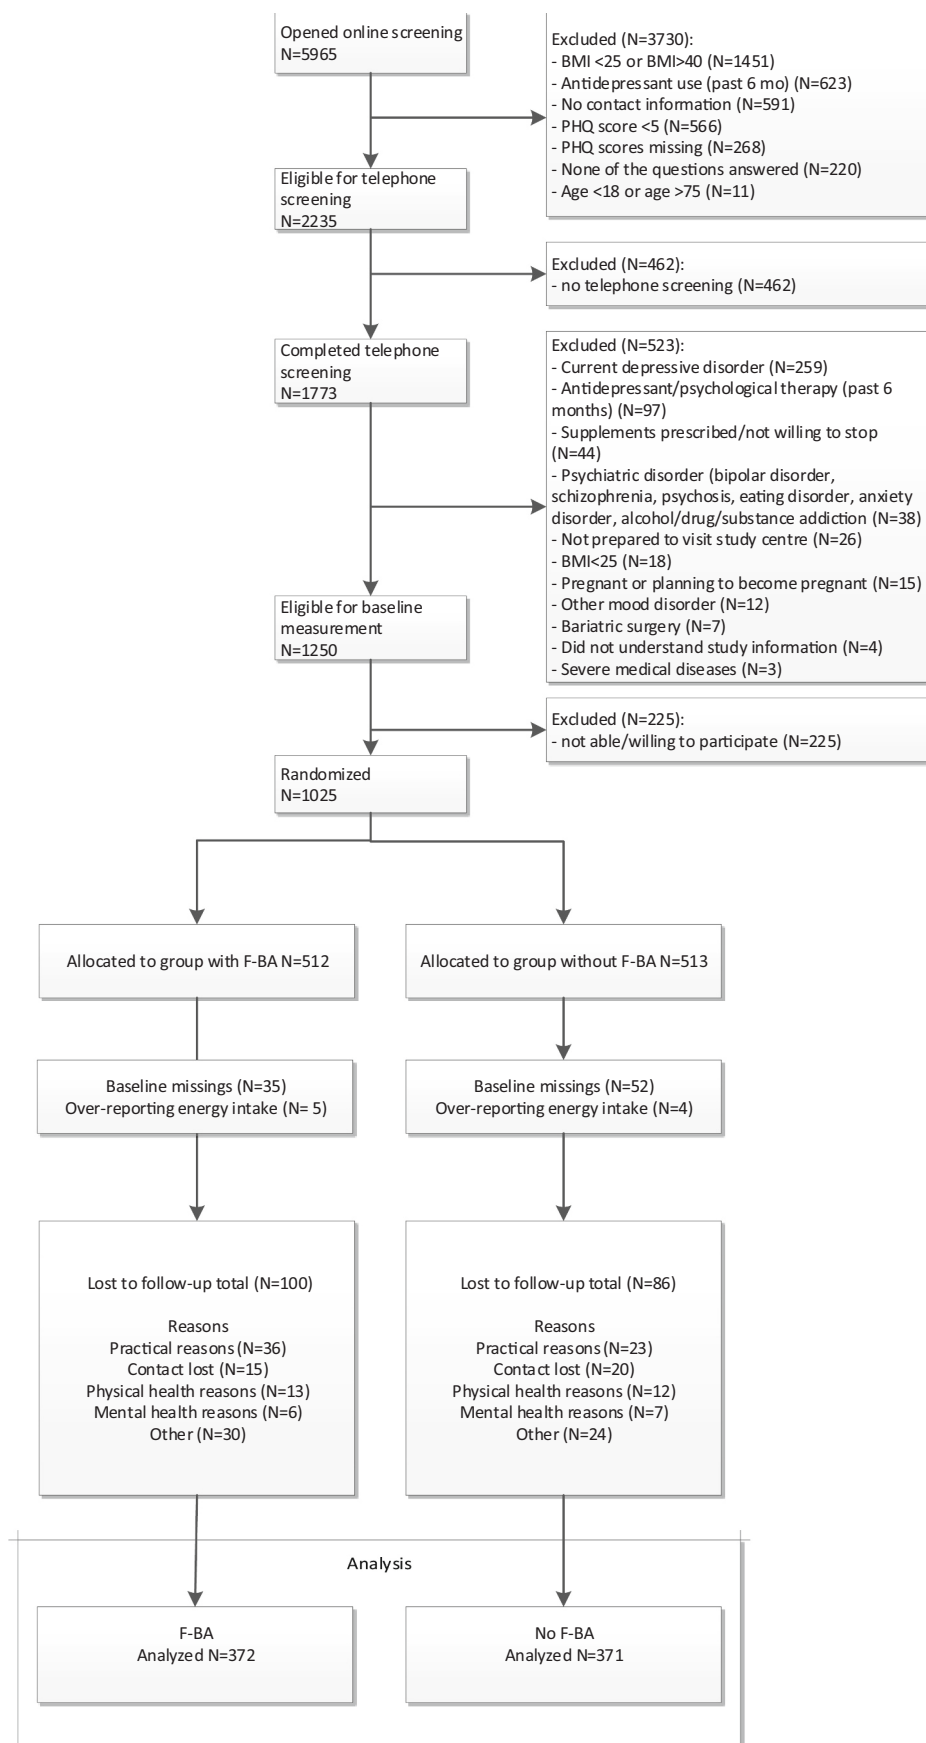 Opened online screening
N=5965
Excluded (N=3730):
- BMI <25 or BMI>40 (N=1451)
- Antidepressant use (past 6 mo) (N=623)
- No contact information (N=591)
- PHQ score <5 (N=566)
- PHQ scores missing (N=268)
- None of the questions answered (N=220)
- Age <18 or age >75 (N=11)
Eligible for telephone
screening
N=2235
Excluded (N=462):
- no telephone screening (N=462)
Completed telephone
screening
N=1773
Excluded (N=523):
- Current depressive disorder (N=259)
- Antidepressant/psychological therapy (past 6
months) (N=97)
- Supplements prescribed/not willing to stop
(N=44)
- Psychiatric disorder (bipolar disorder,
schizophrenia, psychosis, eating disorder, anxiety
disorder, alcohol/drug/substance addiction (N=38)
- Not prepared to visit study centre (N=26)
- BMI<25 (N=18)
- Pregnant or planning to become pregnant (N=15)
- Other mood disorder (N=12)
- Bariatric surgery (N=7)
- Did not understand study information (N=4)
- Severe medical diseases (N=3)
Eligible for baseline
measurement
N=1250
Excluded (N=225):
- not able/willing to participate (N=225)
Randomized
N=1025
Allocated to group with F-BA N=512
Allocated to group without F-BA N=513
Baseline missings (N=35)
Over-reporting energy intake (N= 5)
Baseline missings (N=52)
Over-reporting energy intake (N=4)
Lost to follow-up total (N=100)
Reasons
Practical reasons (N=36)
Contact lost (N=15)
Physical health reasons (N=13)
Mental health reasons (N=6)
Other (N=30)
Lost to follow-up total (N=86)
Reasons
Practical reasons (N=23)
Contact lost (N=20)
Physical health reasons (N=12)
Mental health reasons (N=7)
Other (N=24)
Analysis
F-BA
Analyzed N=372
No F-BA
Analyzed N=371